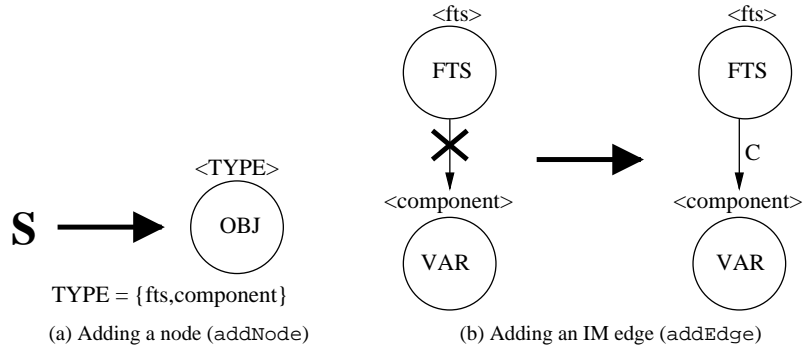 <fts>
FTS
<component>
VAR
<fts>
FTS
C
<component>
VAR
S
<TYPE>
OBJ
TYPE = {fts,component}
(a) Adding a node (addNode)
(b) Adding an IM edge (addEdge)